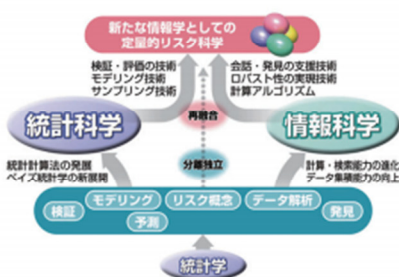 新たな情報学としての
定量的リスク科学
検証・評価の技術
モデリング技術
サンプリング技術
会話・発見の支援技術
ロバスト性の実現技術
計算アルゴリズム
再融合
統計科学
情報科学
分離独立
統計計算法の発展
ベイズ統計学の新展開
計算・検索能力の進化
データ集積能力の向上
モデリング
リスク概念
データ解析
検証
予測
発見
統計学